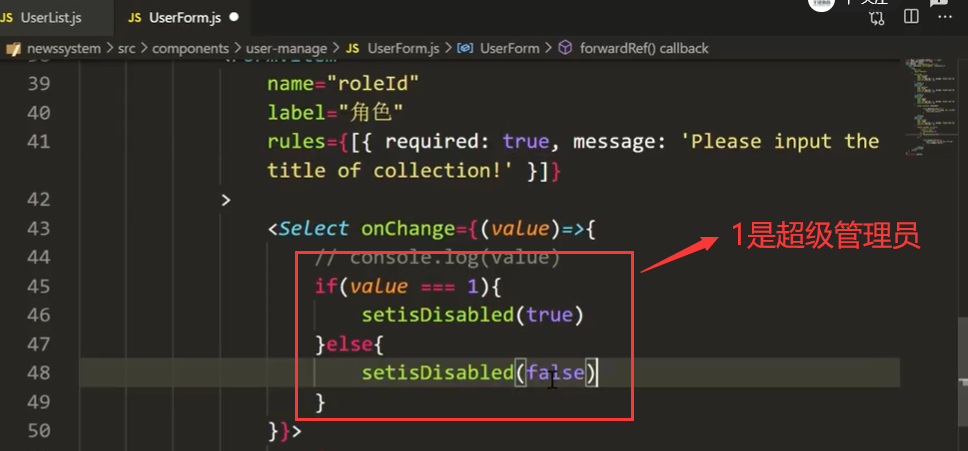 JS UserList.js JS UserForm.js
newssystem > src > components > user-manage > JS UserForm.js > UserForm > forwardRef() callback
39 name="roleId"
40 label="角色"
41 rules={[{ required: true, message: 'Please input the
title of collection!' }]}
42 >
43 <Select onChange={(value)=>{
44 // console.log(value)
45 if(value === 1){
1是超级管理员
46 setisDisabled(true)
47 }else{
48 setisDisabled(false)
49 }
50 }}>